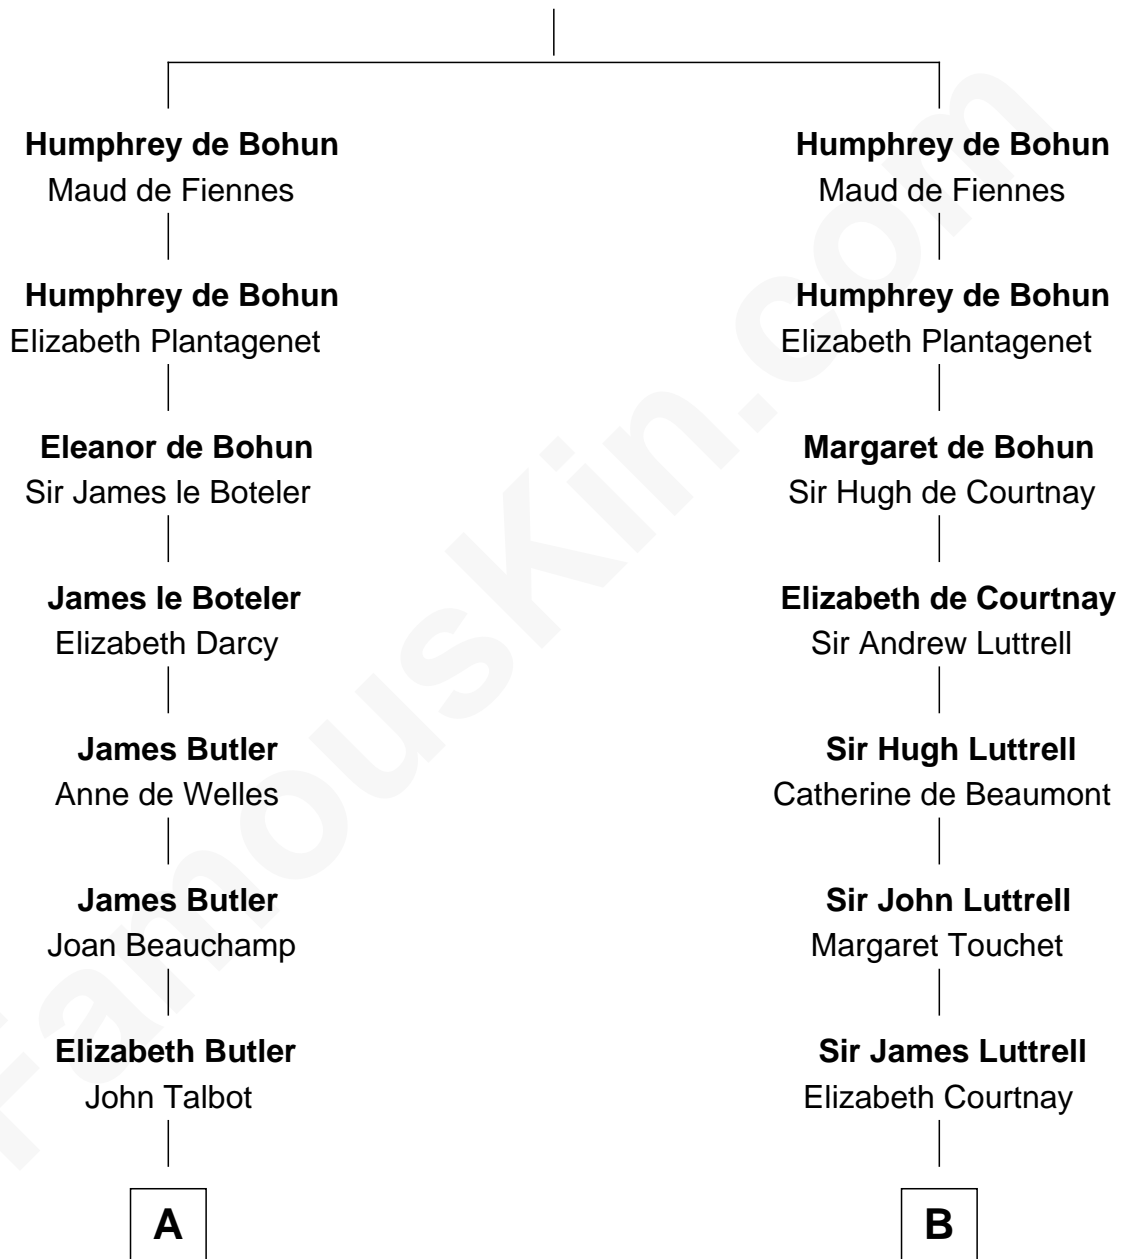 Humphrey de Bohun
Maud de Fiennes
Humphrey de Bohun
Elizabeth Plantagenet
Eleanor de Bohun
Sir James le Boteler
James le Boteler
Elizabeth Darcy
James Butler
Anne de Welles
James Butler
Joan Beauchamp
Elizabeth Butler
John Talbot
A
Humphrey de Bohun
Maud de Fiennes
Humphrey de Bohun
Elizabeth Plantagenet
Margaret de Bohun
Sir Hugh de Courtnay
Elizabeth de Courtnay
Sir Andrew Luttrell
Sir Hugh Luttrell
Catherine de Beaumont
Sir John Luttrell
Margaret Touchet
Sir James Luttrell
Elizabeth Courtnay
B
FamousKin.com